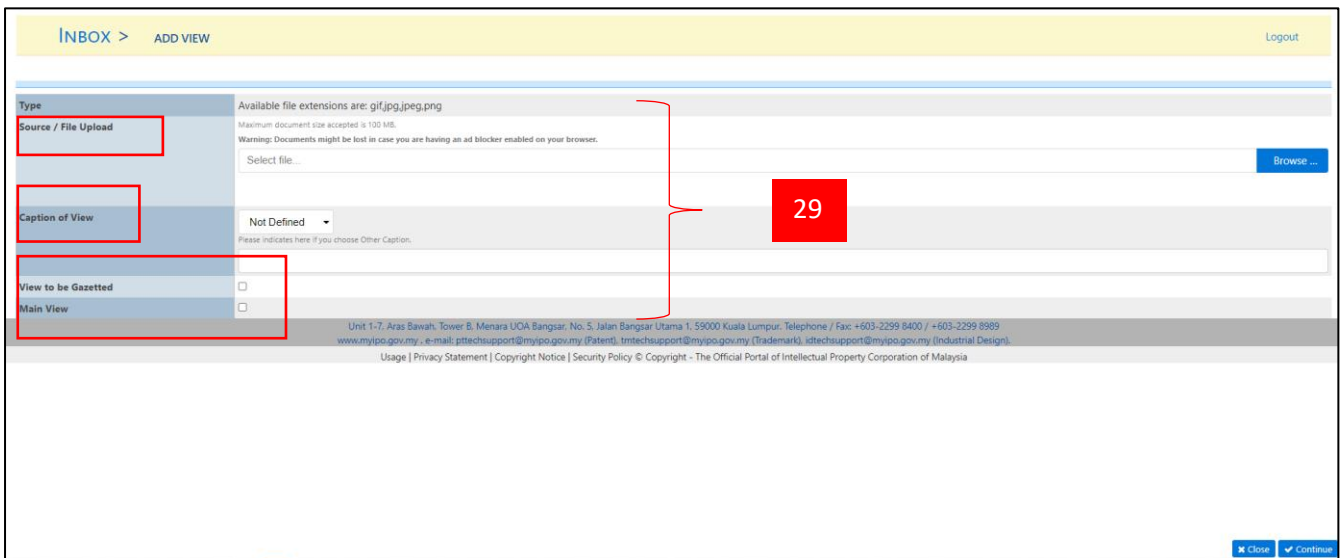 INBOX > ADD VIEW Logout
Type Available file extensions are: gif,jpg,jpeg,png
Source / File Upload Maximum document size accepted is 100 MB.
Warning: Documents might be lost in case you are having an ad blocker enabled on your browser.
Select file... Browse ...
29
Caption of View Not Defined
Please indicates here if you choose Other Caption.
View to be Gazetted
Main View
Unit 1-7, Aras Bawah, Tower B, Menara UOA Bangsar, No. 5, Jalan Bangsar Utama 1, 59000 Kuala Lumpur. Telephone / Fax: +603-2299 8400 / +603-2299 8989
www.myipo.gov.my , e-mail: pttechsupport@myipo.gov.my (Patent), tmtechsupport@myipo.gov.my (Trademark), idtechsupport@myipo.gov.my (Industrial Design).
Usage | Privacy Statement | Copyright Notice | Security Policy © Copyright - The Official Portal of Intellectual Property Corporation of Malaysia
Close Continue